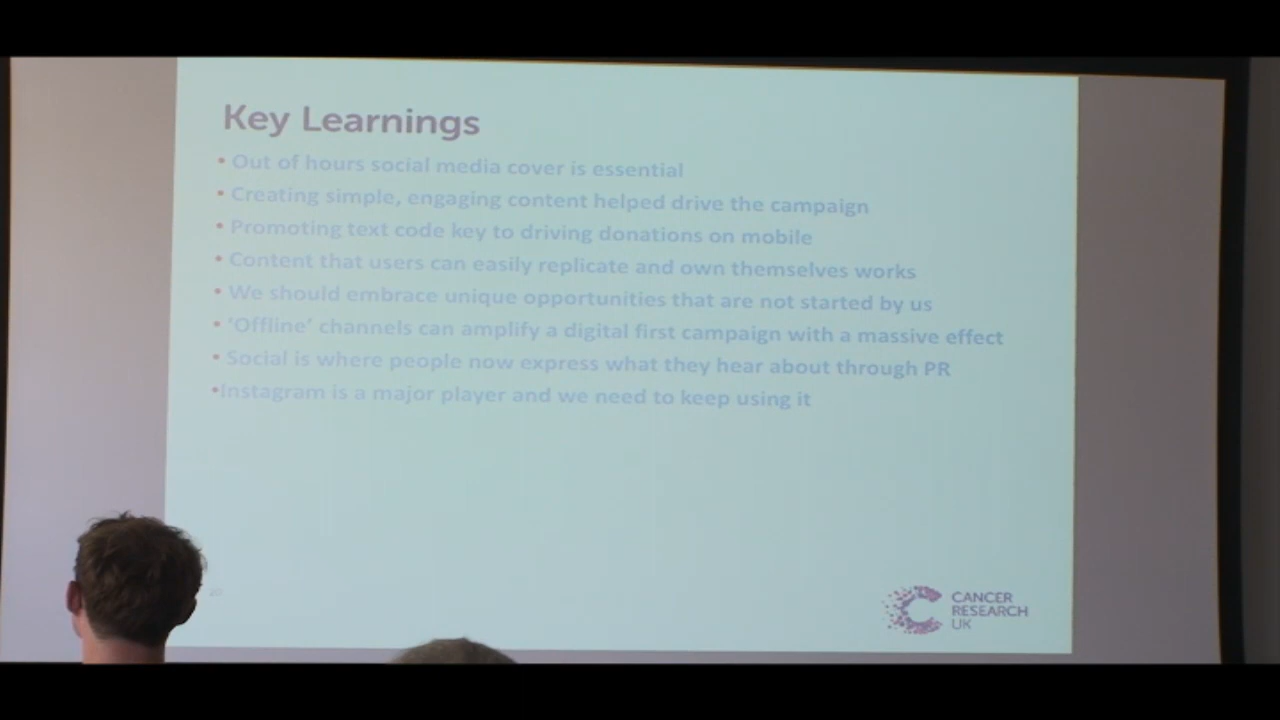 Key Learnings
• Out of hours social media cover is essential
• Creating simple, engaging content helped drive the campaign
• Promoting text code key to driving donations on mobile
• Content that users can easily replicate and own themselves works
• We should embrace unique opportunities that are not started by us
• ‘Offline’ channels can amplify a digital first campaign with a massive effect
• Social is where people now express what they hear about through PR
•Instagram is a major player and we need to keep using it
CANCER
RESEARCH
UK